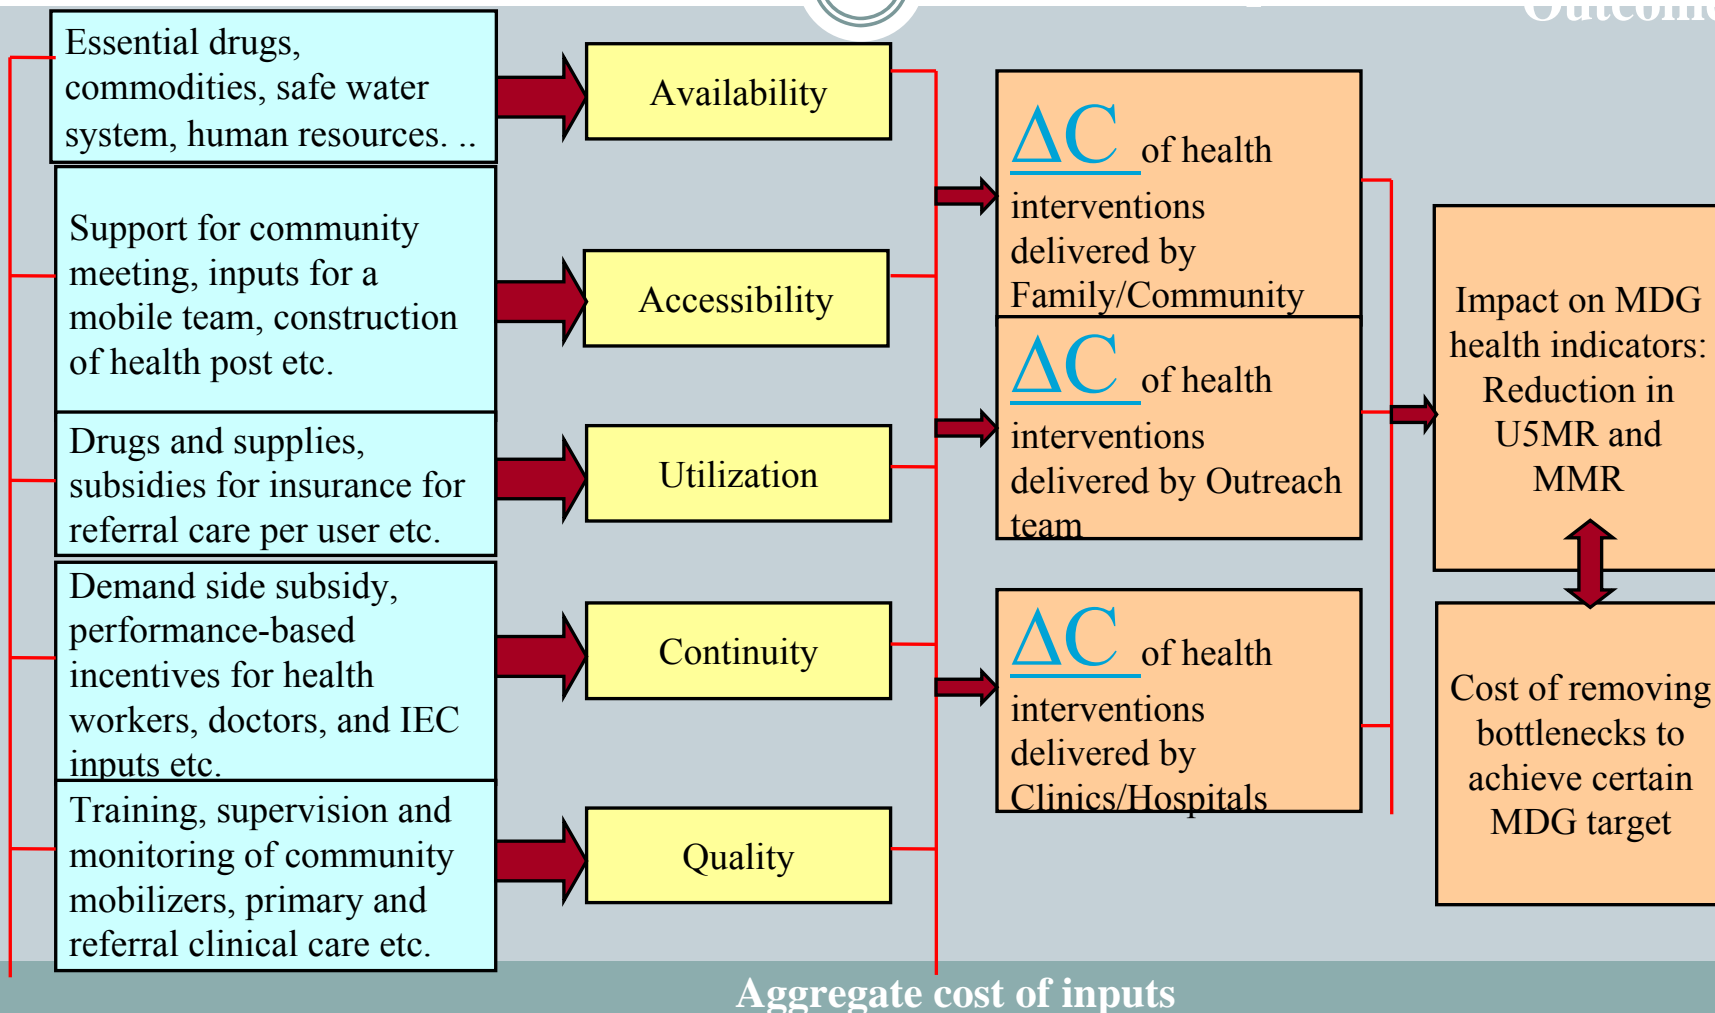 Outcome
Essential drugs,
commodities, safe water
system, human resources. ..
Availability
Support for community
meeting, inputs for a
mobile team, construction
of health post etc.
Accessibility
Drugs and supplies,
subsidies for insurance for
referral care per user etc.
Utilization
Demand side subsidy,
performance-based
incentives for health
workers, doctors, and IEC
inputs etc.
Continuity
Training, supervision and
monitoring of community
mobilizers, primary and
referral clinical care etc.
Quality
ΔC of health
interventions
delivered by
Family/Community
ΔC of health
interventions
delivered by Outreach
team
ΔC of health
interventions
delivered by
Clinics/Hospitals
Impact on MDG
health indicators:
Reduction in
U5MR and
MMR
Cost of removing
bottlenecks to
achieve certain
MDG target
Aggregate cost of inputs